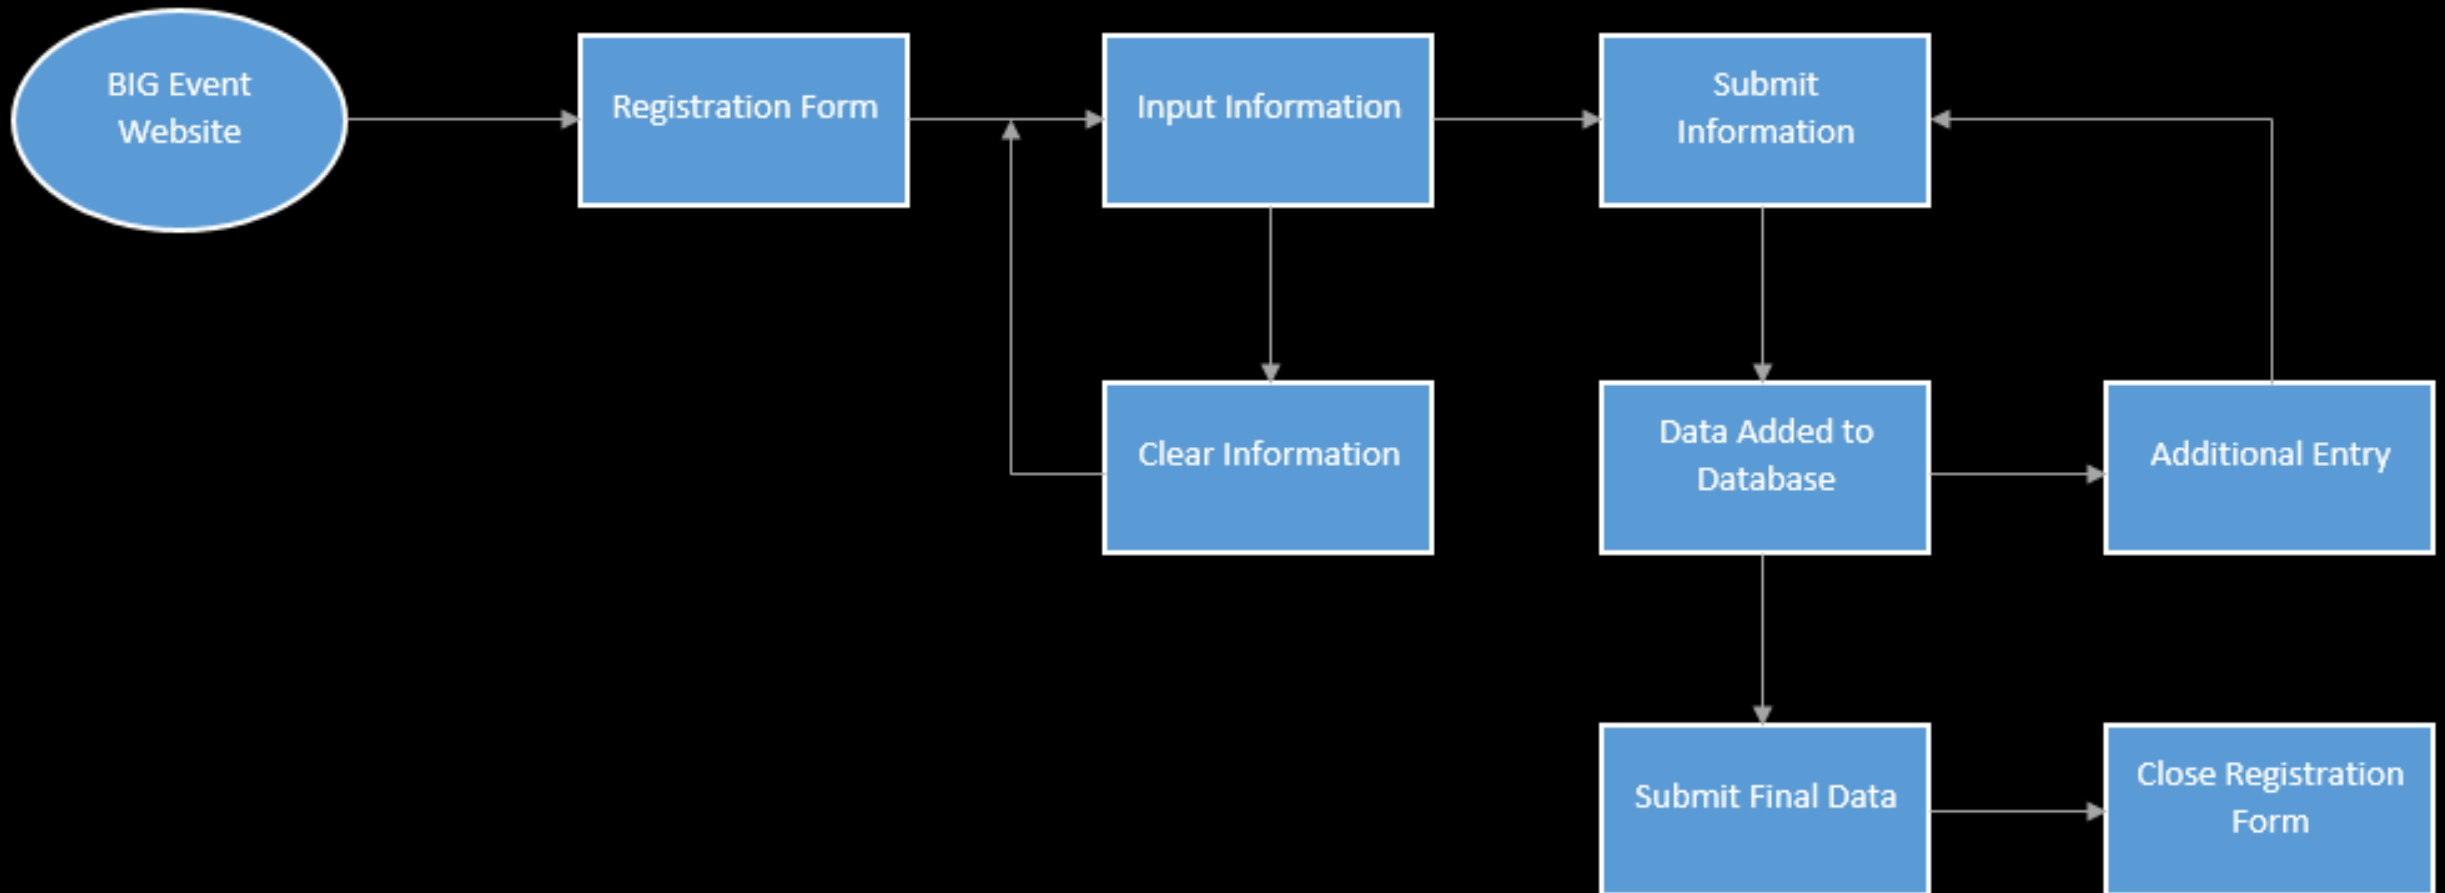 BIG Event
Website
Registration Form
Input Information
Submit
Information
Clear Information
Data Added to
Database
Additional Entry
Submit Final Data
Close Registration
Form